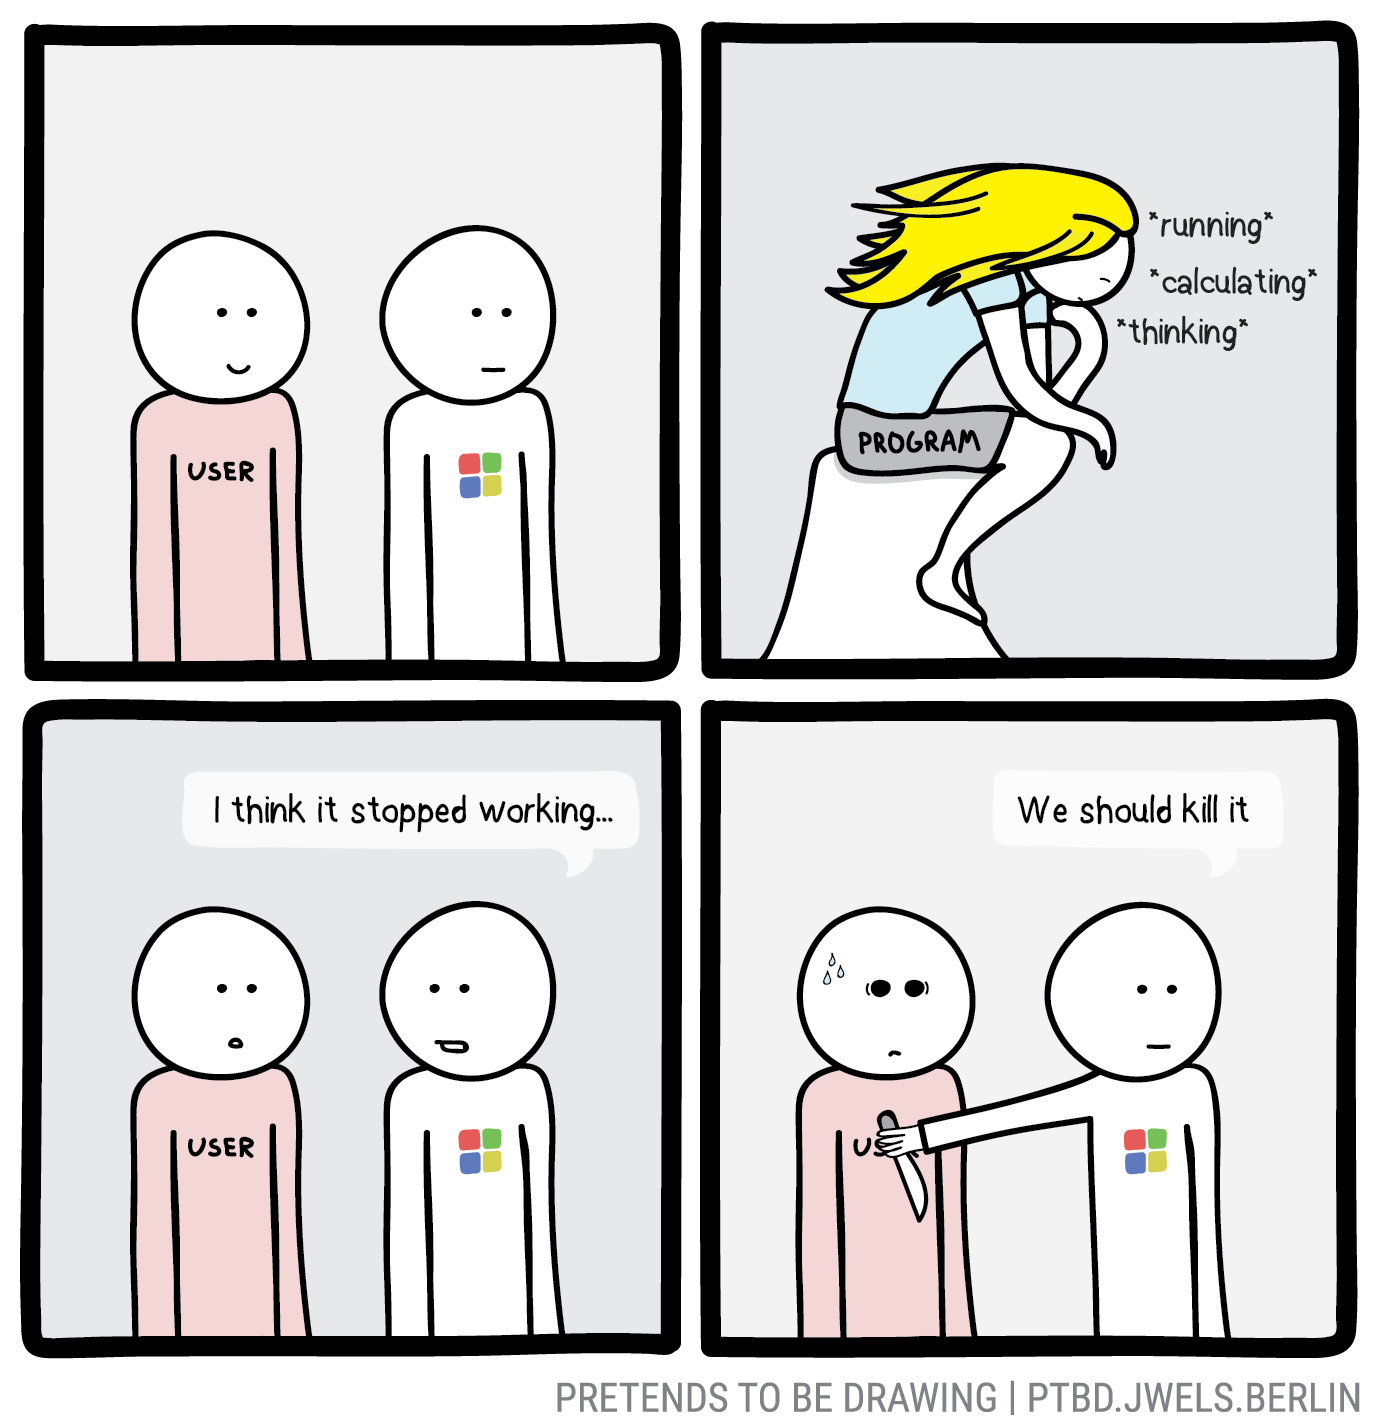 USER
*running*
*calculating*
*thinking*
PROGRAM
I think it stopped working...
USER
We should kill it
US
PRETENDS TO BE DRAWING | PTBD.JWELS.BERLIN